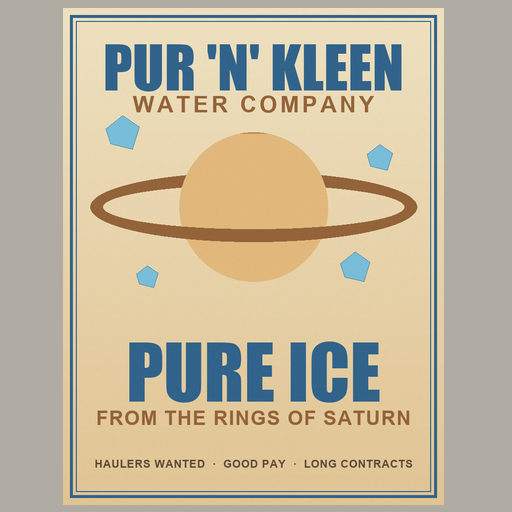 PUR 'N' KLEEN
WATER COMPANY
PURE ICE
FROM THE RINGS OF SATURN
HAULERS WANTED · GOOD PAY · LONG CONTRACTS